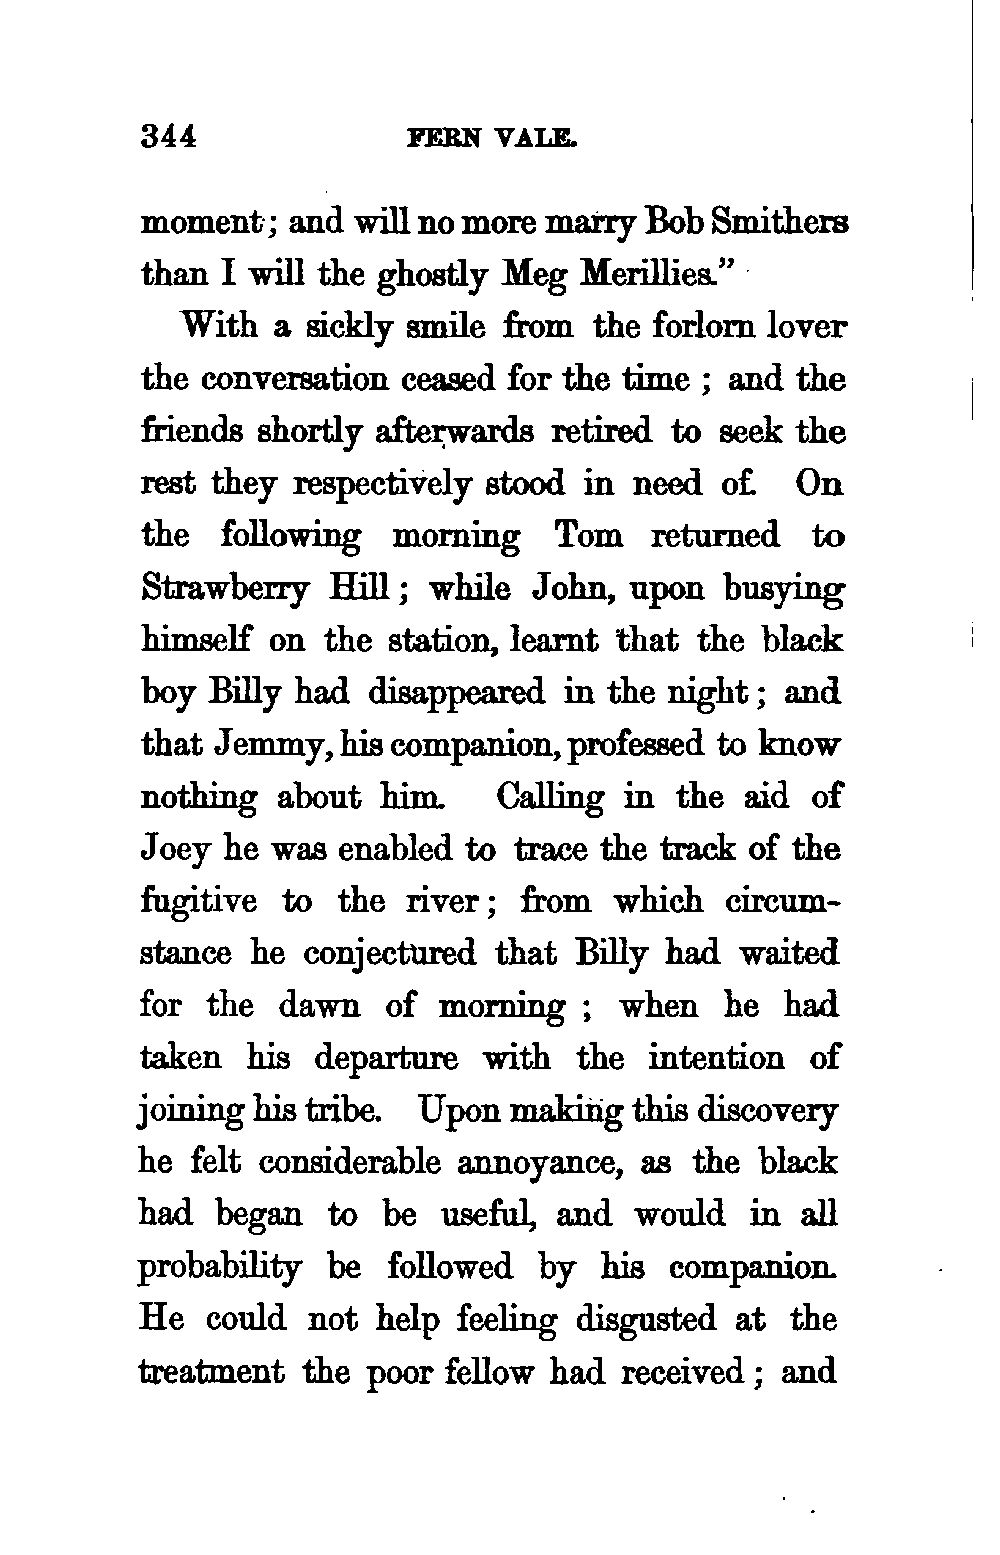 344 FERN VALE.
moment; and will no more marry Bob Smithers
than I will the ghostly Meg Merillies."
With a sickly smile from the forlorn lover
the conversation ceased for the time ; and the
friends shortly afterwards retired to seek the
rest they respectively stood in need of. On
the following morning Tom returned to
Strawberry Hill ; while John, upon busying
himself on the station, learnt that the black
boy Billy had disappeared in the night ; and
that Jemmy, his companion, professed to know
nothing about him. Calling in the aid of
Joey he was enabled to trace the track of the
fugitive to the river ; from which circum-
stance he conjectured that Billy had waited
for the dawn of morning ; when he had
taken his departure with the intention of
joining his tribe. Upon making this discovery
he felt considerable annoyance, as the black
had began to be useful, and would in all
probability be followed by his companion.
He could not help feeling disgusted at the
treatment the poor fellow had received ; and